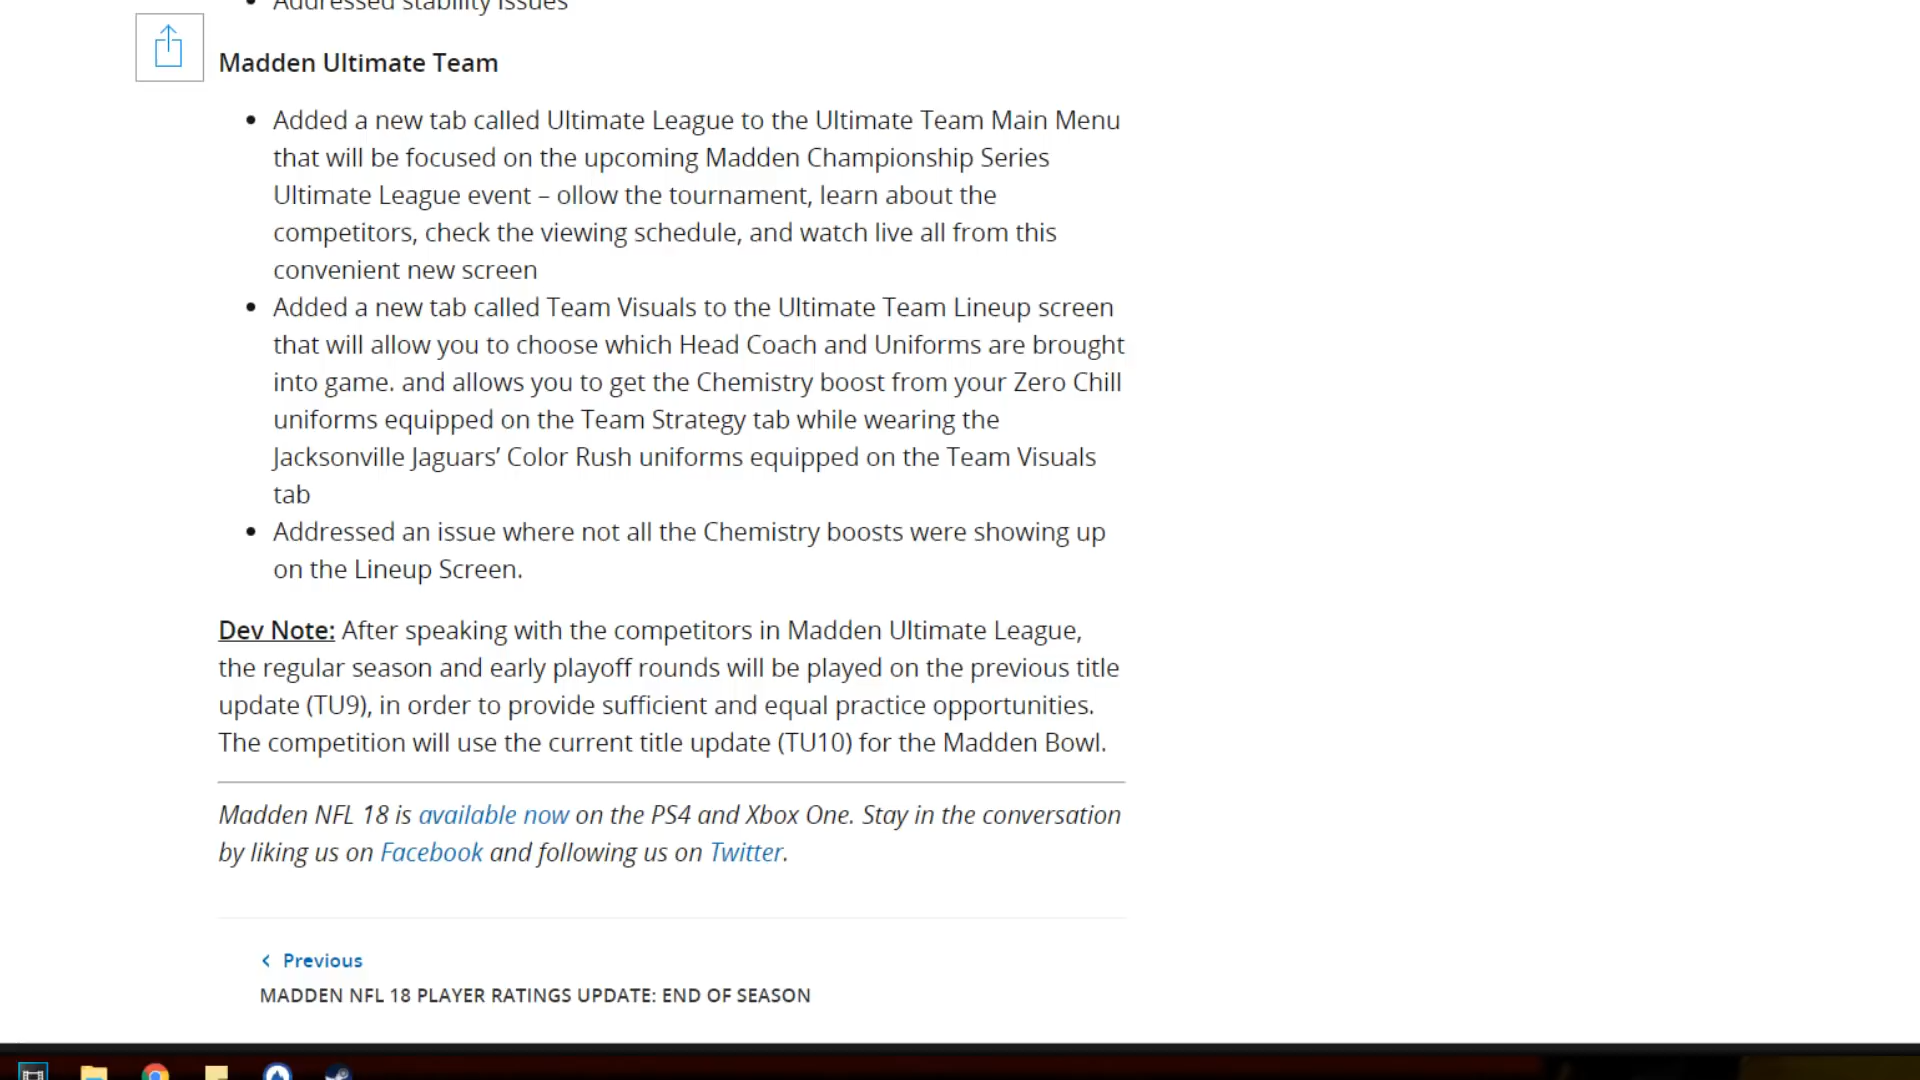 • Addressed stability issues
Madden Ultimate Team
• Added a new tab called Ultimate League to the Ultimate Team Main Menu
that will be focused on the upcoming Madden Championship Series
Ultimate League event – ollow the tournament, learn about the
competitors, check the viewing schedule, and watch live all from this
convenient new screen
• Added a new tab called Team Visuals to the Ultimate Team Lineup screen
that will allow you to choose which Head Coach and Uniforms are brought
into game. and allows you to get the Chemistry boost from your Zero Chill
uniforms equipped on the Team Strategy tab while wearing the
Jacksonville Jaguars’ Color Rush uniforms equipped on the Team Visuals
tab
• Addressed an issue where not all the Chemistry boosts were showing up
on the Lineup Screen.
Dev Note: After speaking with the competitors in Madden Ultimate League,
the regular season and early playoff rounds will be played on the previous title
update (TU9), in order to provide sufficient and equal practice opportunities.
The competition will use the current title update (TU10) for the Madden Bowl.
Madden NFL 18 is available now on the PS4 and Xbox One. Stay in the conversation
by liking us on Facebook and following us on Twitter.
‹ Previous
MADDEN NFL 18 PLAYER RATINGS UPDATE: END OF SEASON